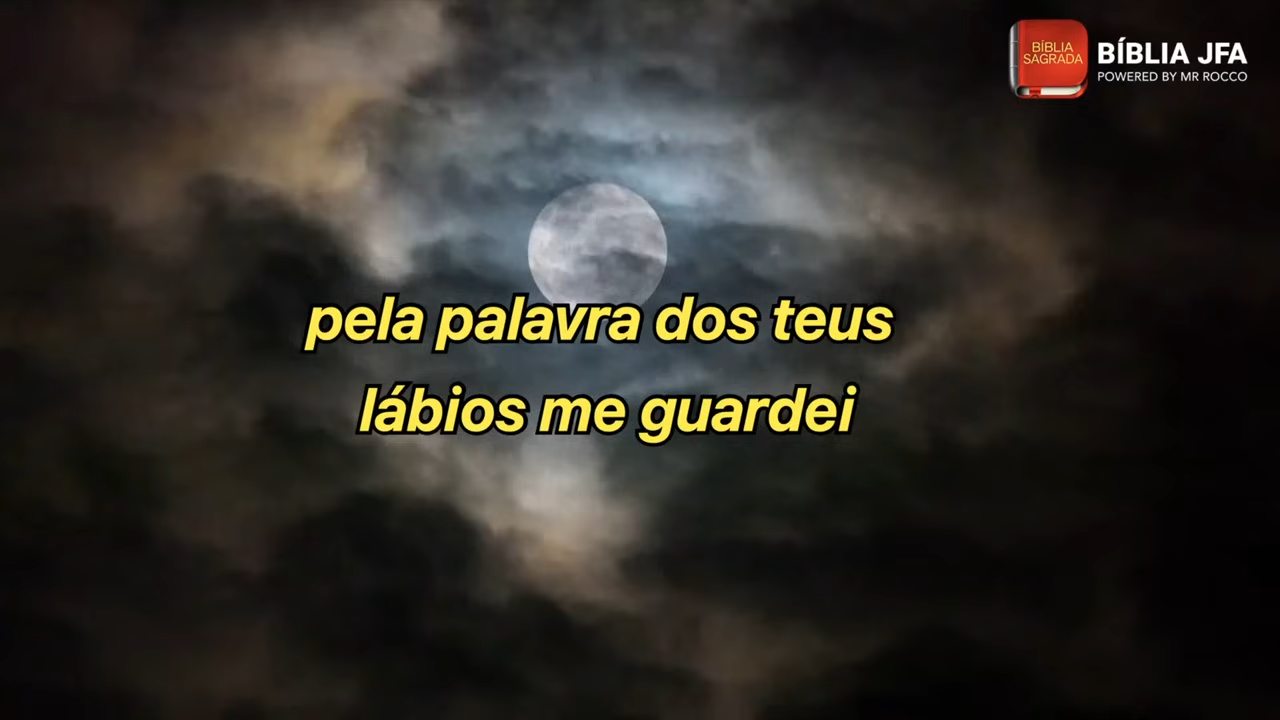 BÍBLIA
SAGRADA
BÍBLIA JFA
POWERED BY MR ROCCO
pela palavra dos teus
lábios me guardei